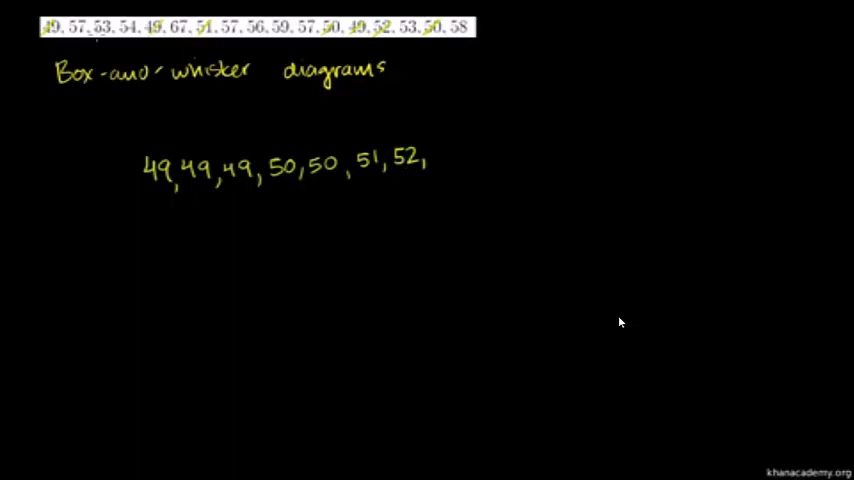 49, 57, 53, 54, 49, 67, 51, 57, 56, 59, 57, 50, 49, 52, 53, 50, 58
Box-and-whisker diagrams
49, 49, 49, 50, 50, 51, 52,
khanacademy.org